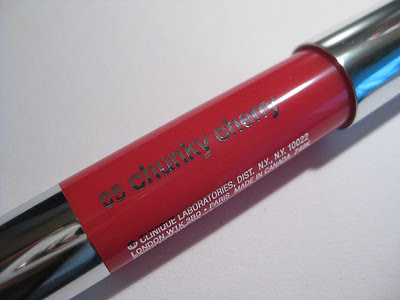 05 chunky cherry
© CLINIQUE LABORATORIES, DIST. N.Y., N.Y. 10022
LONDON W1K 3BQ • PARIS MADE IN CANADA